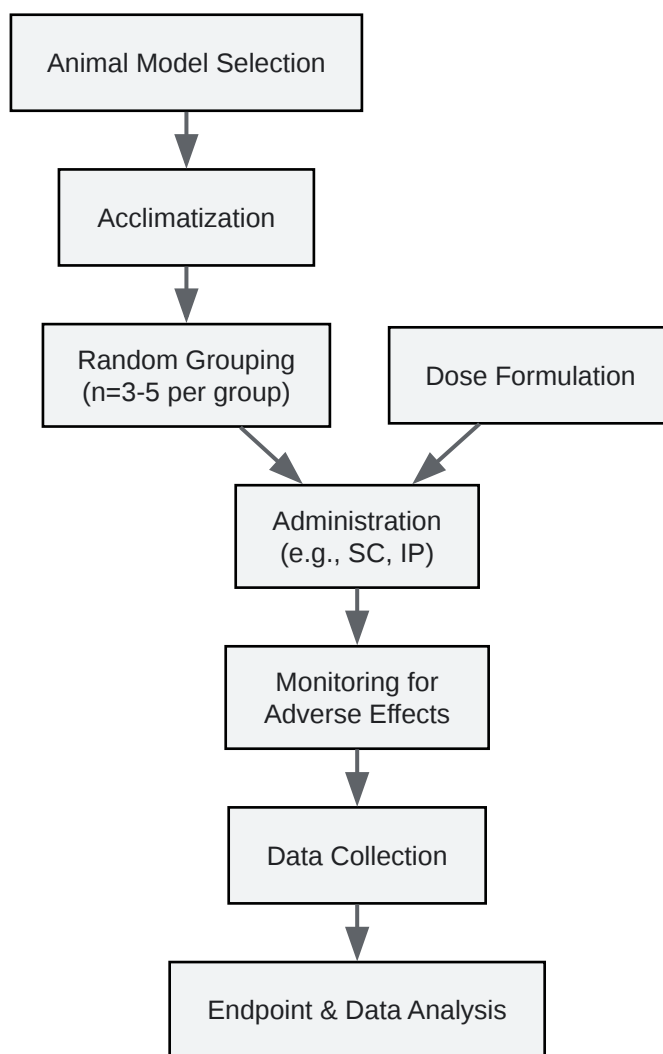 Animal Model Selection
Acclimatization
Random Grouping
(n=3-5 per group)
Dose Formulation
Administration
(e.g., SC, IP)
Monitoring for
Adverse Effects
Data Collection
Endpoint & Data Analysis